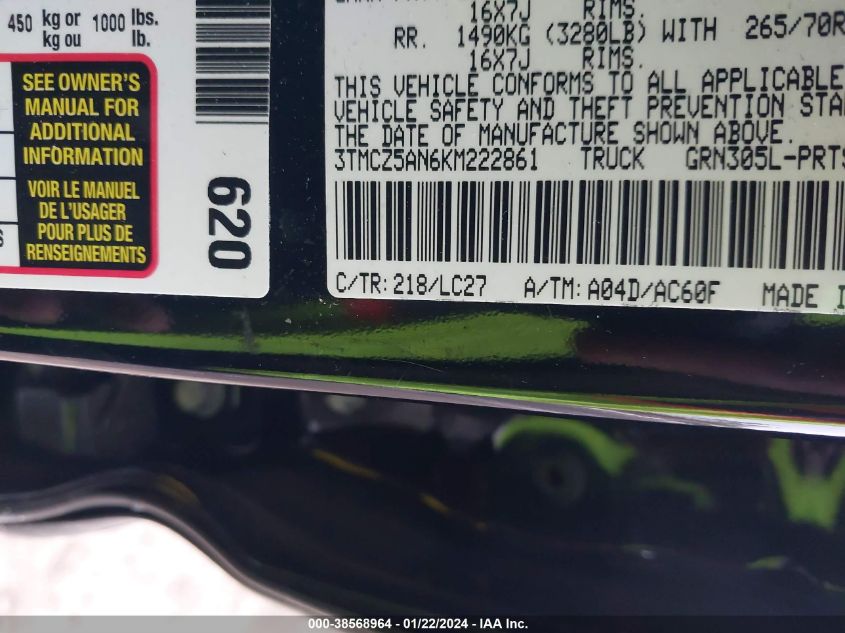 450 kg or 1000 lbs.
kg ou lb.
SEE OWNER'S
MANUAL FOR
ADDITIONAL
INFORMATION
VOIR LE MANUEL
DE L'USAGER
POUR PLUS DE
RENSEIGNEMENTS
620
16X7J RIMS.
RR. 1490KG (3280LB) WITH 265/70R
16X7J RIMS.
THIS VEHICLE CONFORMS TO ALL APPLICABLE
VEHICLE SAFETY AND THEFT PREVENTION STA
THE DATE OF MANUFACTURE SHOWN ABOVE.
3TMCZ5AN6KM222861 TRUCK GRN305L-PRTS
C/TR:218/LC27 A/TM:A04D/AC60F MADE I
000-38568964 - 01/22/2024 - IAA Inc.